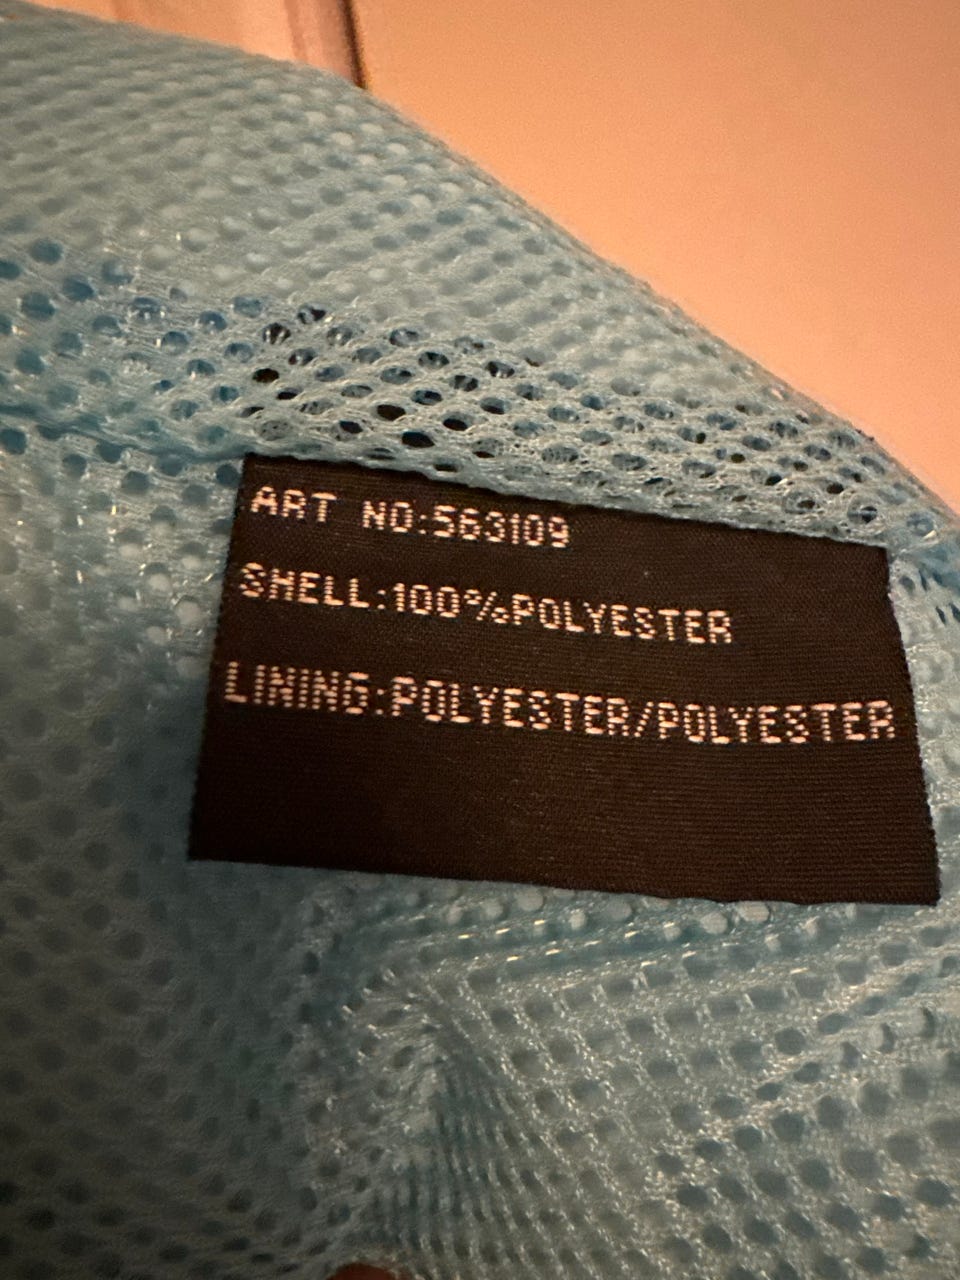 ART NO:563109
SHELL:100%POLYESTER
LINING:POLYESTER/POLYESTER